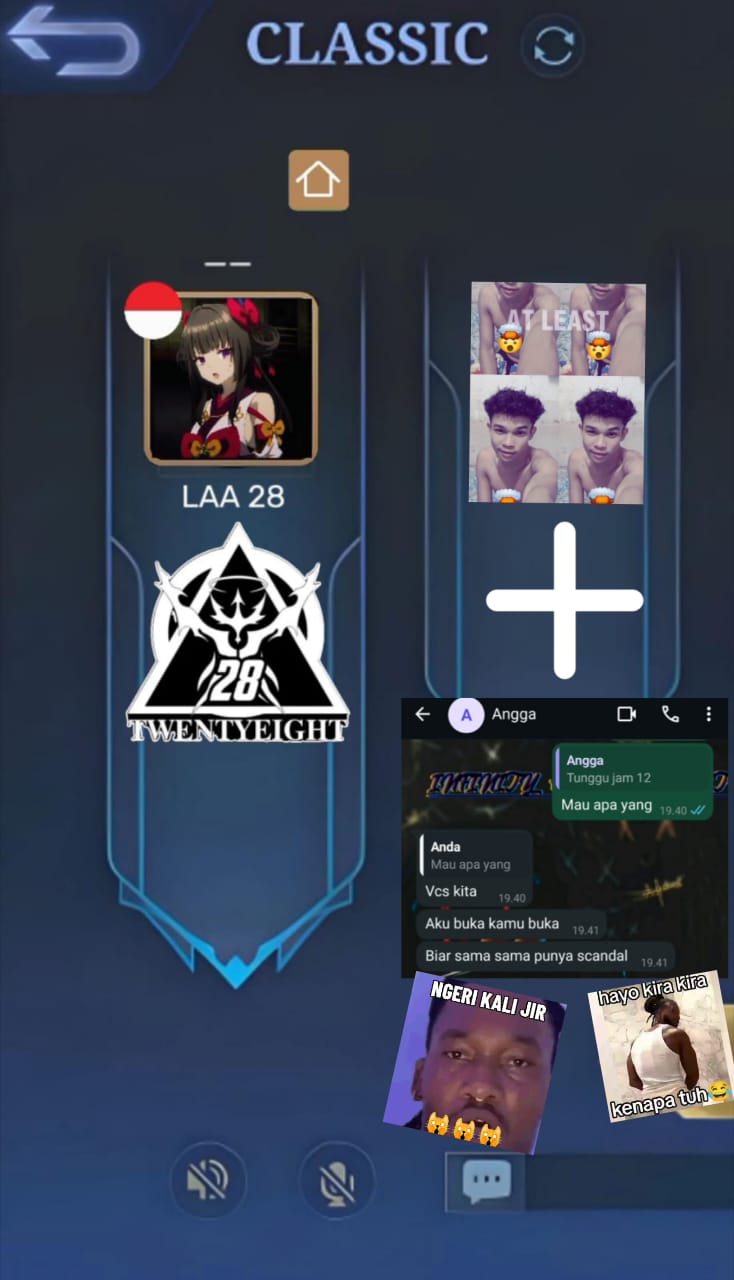 CLASSIC
AT LEAST
LAA 28
28
TWENTYEIGHT
A
Angga
Angga
Tunggu jam 12
Mau apa yang
19.40
Anda
Mau apa yang
Vcs kita
19.40
Aku buka kamu buka
19.41
Biar sama sama punya scandal
19.41
NGERI KALI JIR
hayo kira kira
kenapa tuh